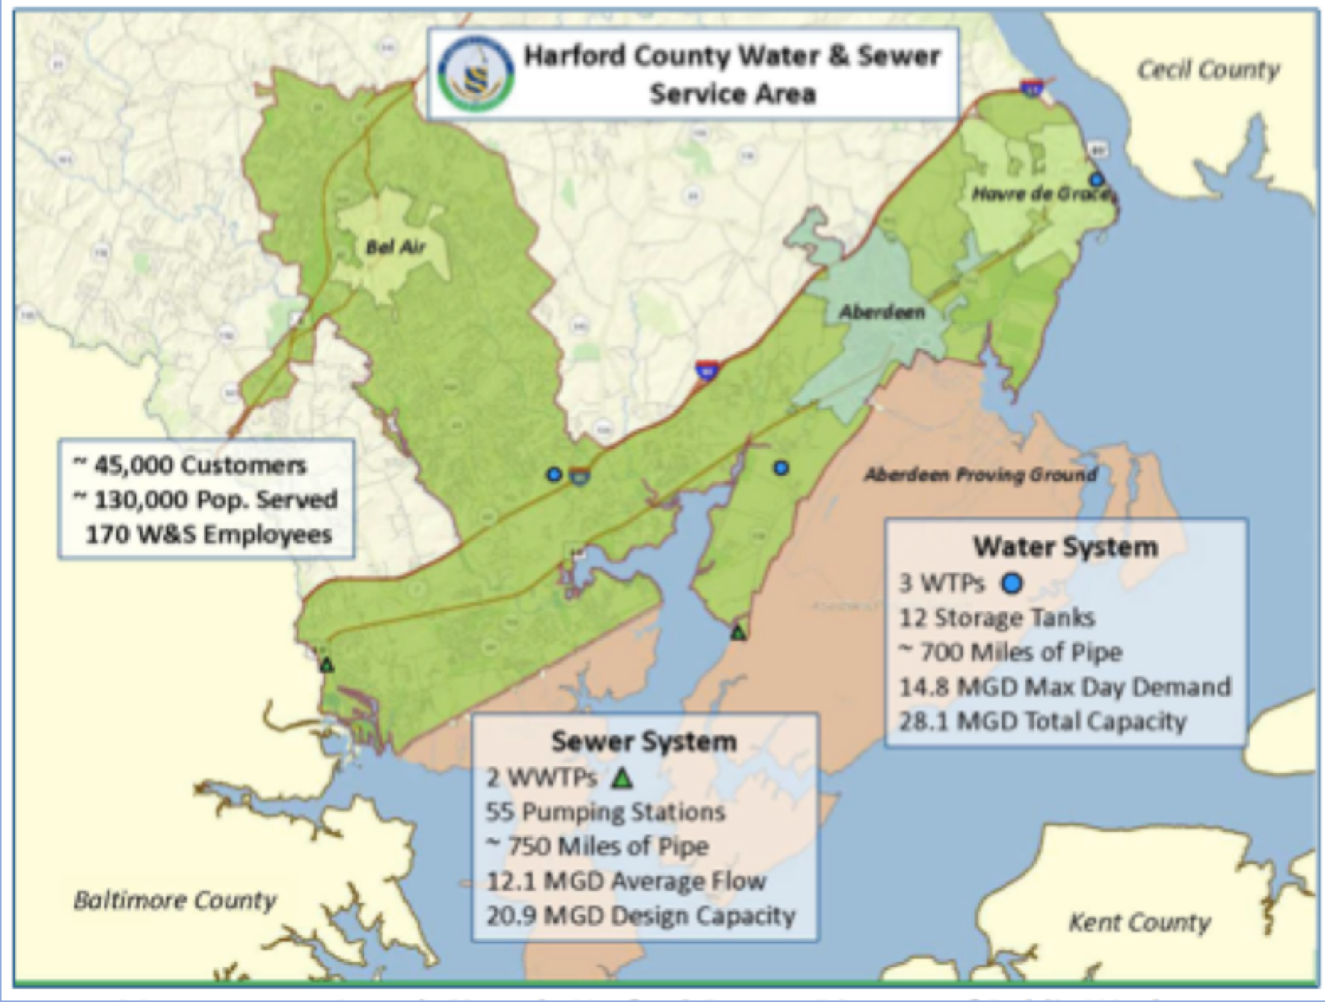 Harford County Water & Sewer
Service Area
Cecil County
Havre de Grace
Bel Air
Aberdeen
~ 45,000 Customers
~ 130,000 Pop. Served
170 W&S Employees
Aberdeen Proving Ground
Water System
3 WTPs
12 Storage Tanks
~ 700 Miles of Pipe
14.8 MGD Max Day Demand
28.1 MGD Total Capacity
Sewer System
2 WWTPs
55 Pumping Stations
~ 750 Miles of Pipe
12.1 MGD Average Flow
20.9 MGD Design Capacity
Baltimore County
Kent County